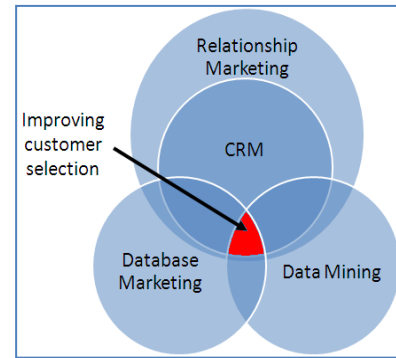 Relationship
Marketing
Improving
customer
selection
CRM
Database
Marketing
Data Mining